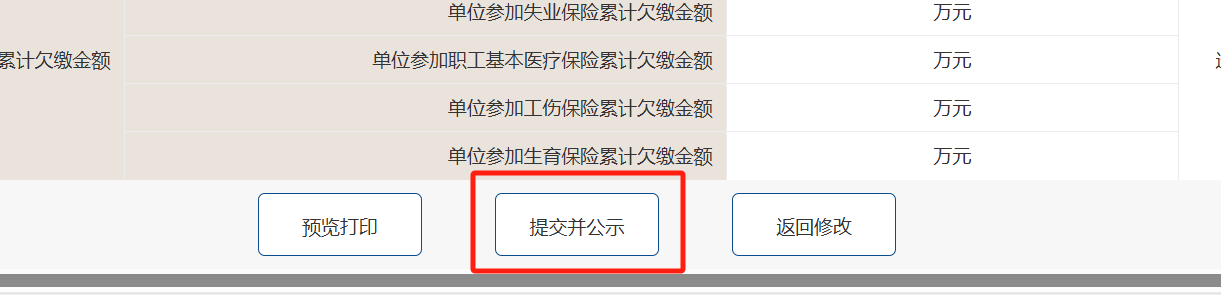 单位参加失业保险累计欠缴金额 万元
累计欠缴金额 单位参加职工基本医疗保险累计欠缴金额 万元
单位参加工伤保险累计欠缴金额 万元
单位参加生育保险累计欠缴金额 万元
预览打印 提交并公示 返回修改